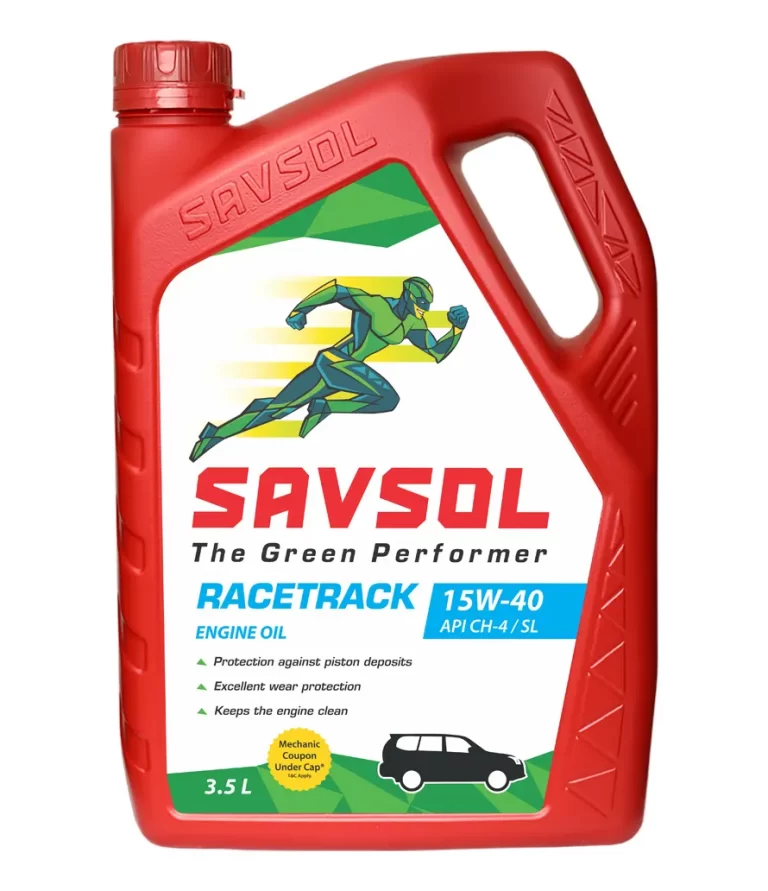 SAVSOL
SAVSOL
The Green Performer
RACETRACK
15W-40
API CH-4 / SL
ENGINE OIL
Protection against piston deposits
Excellent wear protection
Keeps the engine clean
Mechanic
Coupon
Under Cap*
T&C Apply.
3.5 L